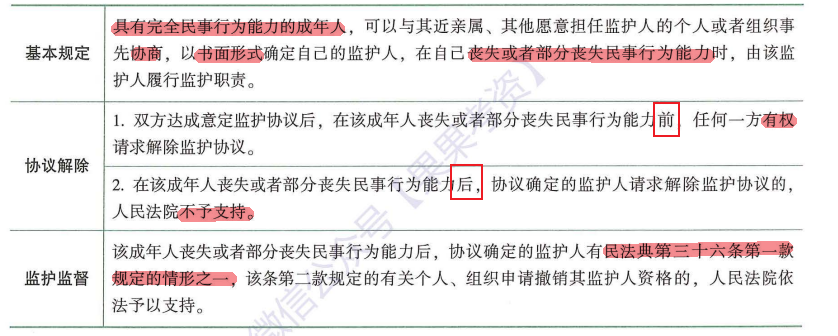 具有完全民事行为能力的成年人，可以与其近亲属、其他愿意担任监护人的个人或者组织事
基本规定
先协商，以书面形式确定自己的监护人，在自己丧失或者部分丧失民事行为能力时，由该监
护人履行监护职责。
1. 双方达成意定监护协议后，在该成年人丧失或者部分丧失民事行为能力前，任何一方有权
请求解除监护协议。
协议解除
2. 在该成年人丧失或者部分丧失民事行为能力后，协议确定的监护人请求解除监护协议的，
人民法院不予支持。
该成年人丧失或者部分丧失民事行为能力后，协议确定的监护人有民法典第三十六条第一款
监护监督
规定的情形之一，该条第二款规定的有关个人、组织申请撤销其监护人资格的，人民法院依
法予以支持。
微信公众号【果果考资】